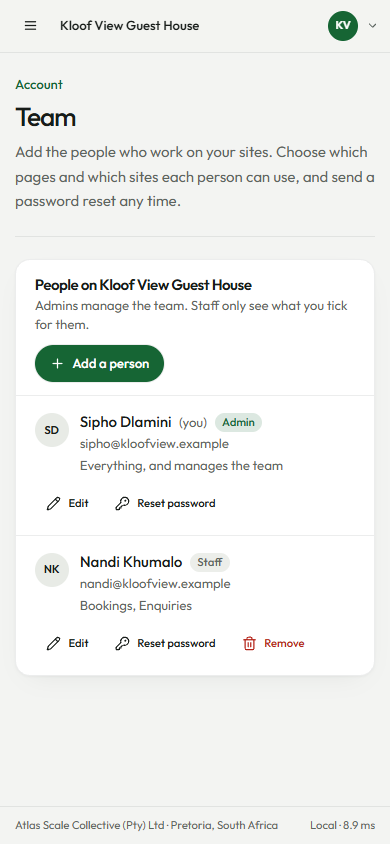 Kloof View Guest House
KV
Account
Team
Add the people who work on your sites. Choose which
pages and which sites each person can use, and send a
password reset any time.
People on Kloof View Guest House
Admins manage the team. Staff only see what you tick
for them.
Add a person
SD
Sipho Dlamini (you) Admin
sipho@kloofview.example
Everything, and manages the team
Edit Reset password
NK
Nandi Khumalo Staff
nandi@kloofview.example
Bookings, Enquiries
Edit Reset password Remove
Atlas Scale Collective (Pty) Ltd · Pretoria, South Africa Local · 8.9 ms